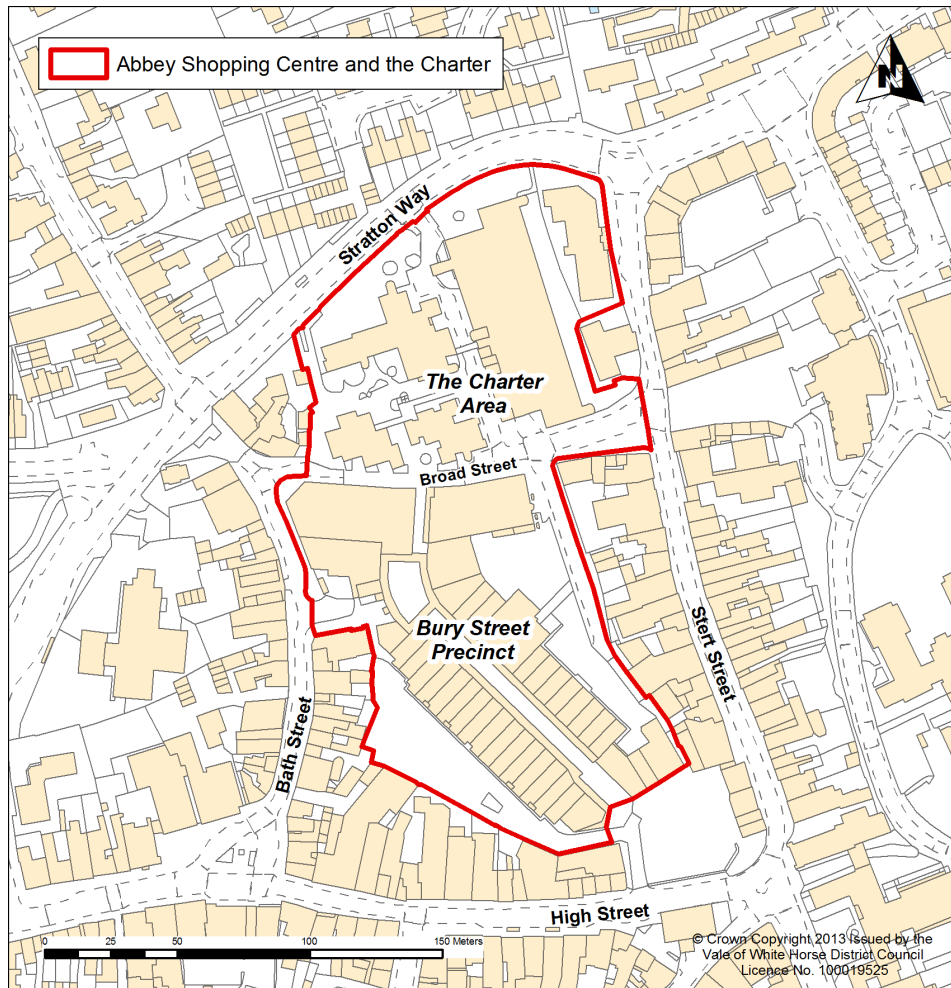 Abbey Shopping Centre and the Charter
N
Stratton Way
The Charter
Area
Broad Street
Bury Street
Precinct
Stert Street
Bath Street
High Street
0 25 50 100 150 Meters
© Crown Copyright 2013 Issued by the
Vale of White Horse District Council
Licence No. 100019525